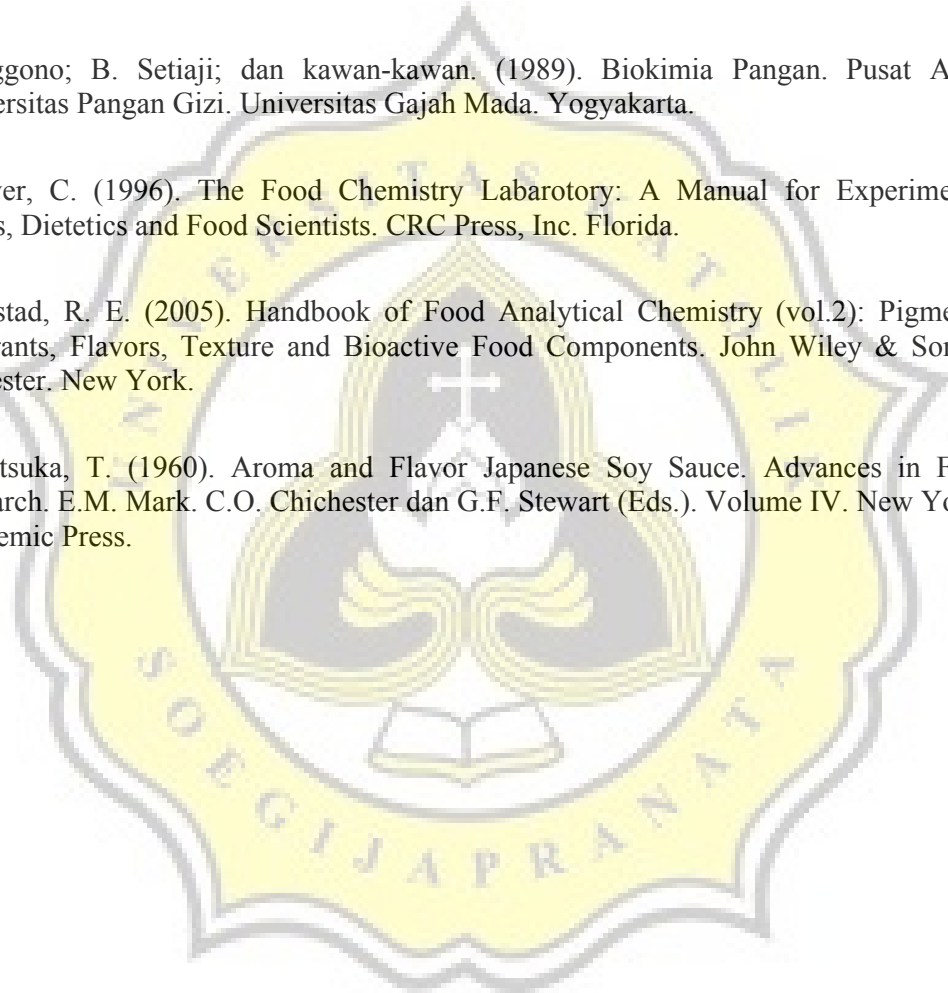 ggono; B. Setiaji; dan kawan-kawan. (1989). Biokimia Pangan. Pusat A
ersitas Pangan Gizi. Universitas Gajah Mada. Yogyakarta.
er, C. (1996). The Food Chemistry Labarotory: A Manual for Experime
s, Dietetics and Food Scientists. CRC Press, Inc. Florida.
stad, R. E. (2005). Handbook of Food Analytical Chemistry (vol.2): Pigme
ants, Flavors, Texture and Bioactive Food Components. John Wiley & Son
ester. New York.
tsuka, T. (1960). Aroma and Flavor Japanese Soy Sauce. Advances in F
arch. E.M. Mark. C.O. Chichester dan G.F. Stewart (Eds.). Volume IV. New Yo
emic Press.
UNIVERSITAS KATOLIK
SOEGIJAPRANATA